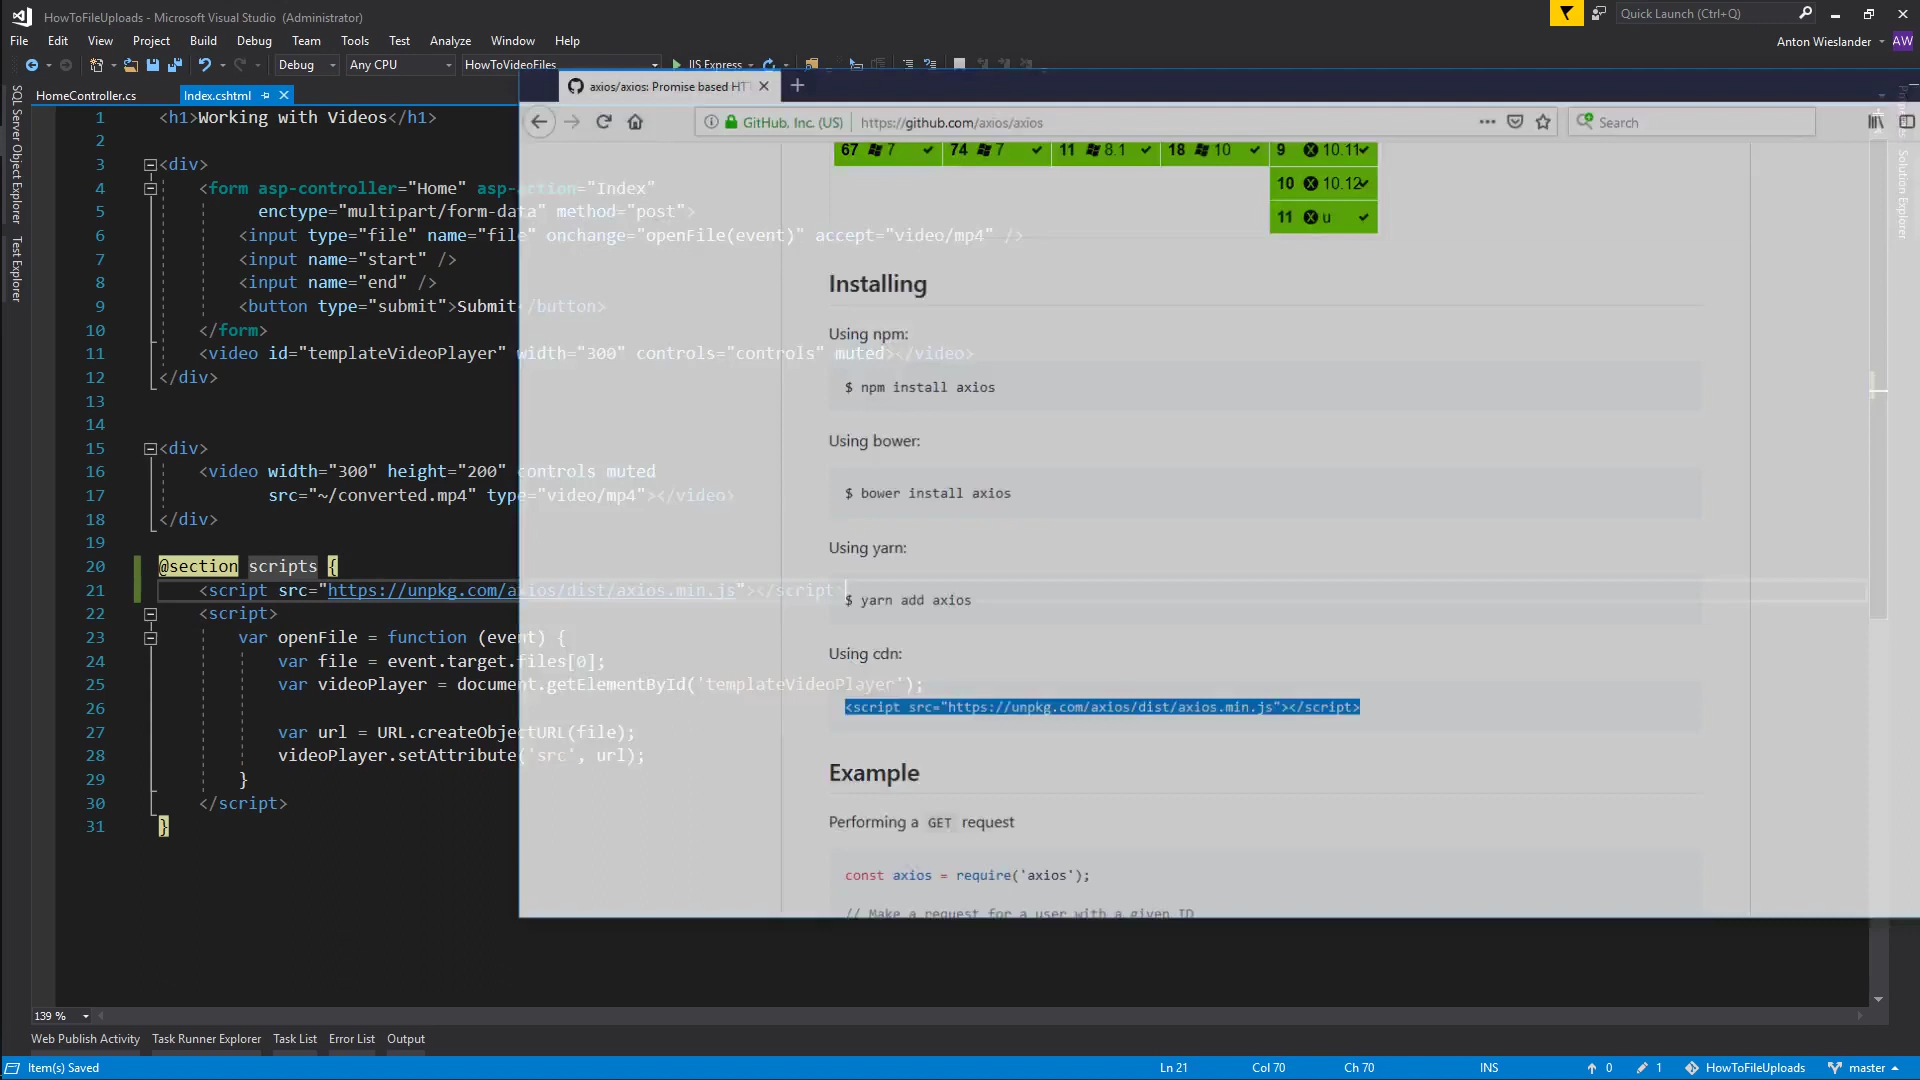 HowToFileUploads - Microsoft Visual Studio (Administrator)
Quick Launch (Ctrl+Q)
File Edit View Project Build Debug Team Tools Test Analyze Window Help
Anton Wieslander AW
Debug Any CPU HowToVideoFiles IIS Express
HomeController.cs Index.cshtml
SQL Server Object Explorer
Test Explorer
Solution Explorer
1 <h1>Working with Videos</h1>
2
3 <div>
4 <form asp-controller="Home" asp-action="Index"
5 enctype="multipart/form-data" method="post">
6 <input type="file" name="file" onchange="openFile(event)" accept="video/mp4" />
7 <input name="start" />
8 <input name="end" />
9 <button type="submit">Submit</button>
10 </form>
11 <video id="templateVideoPlayer" width="300" controls="controls" muted></video>
12 </div>
13
14
15 <div>
16 <video width="300" height="200" controls muted
17 src="~/converted.mp4" type="video/mp4"></video>
18 </div>
19
20 @section scripts {
21 <script src="https://unpkg.com/axios/dist/axios.min.js"></script>
22 <script>
23 var openFile = function (event) {
24 var file = event.target.files[0];
25 var videoPlayer = document.getElementById('templateVideoPlayer');
26
27 var url = URL.createObjectURL(file);
28 videoPlayer.setAttribute('src', url);
29 }
30 </script>
31 }
axios/axios: Promise based HT
GitHub, Inc. (US) https://github.com/axios/axios
Search
67 7 ✓ 74 7 ✓ 11 8.1 ✓ 18 10 ✓ 9 10.11 ✓
10 10.12 ✓
11 u ✓
Installing
Using npm:
$ npm install axios
Using bower:
$ bower install axios
Using yarn:
$ yarn add axios
Using cdn:
<script src="https://unpkg.com/axios/dist/axios.min.js"></script>
Example
Performing a GET request
const axios = require('axios');
// Make a request for a user with a given ID
139 %
Web Publish Activity Task Runner Explorer Task List Error List Output
Item(s) Saved Ln 21 Col 70 Ch 70 INS 0 1 HowToFileUploads master